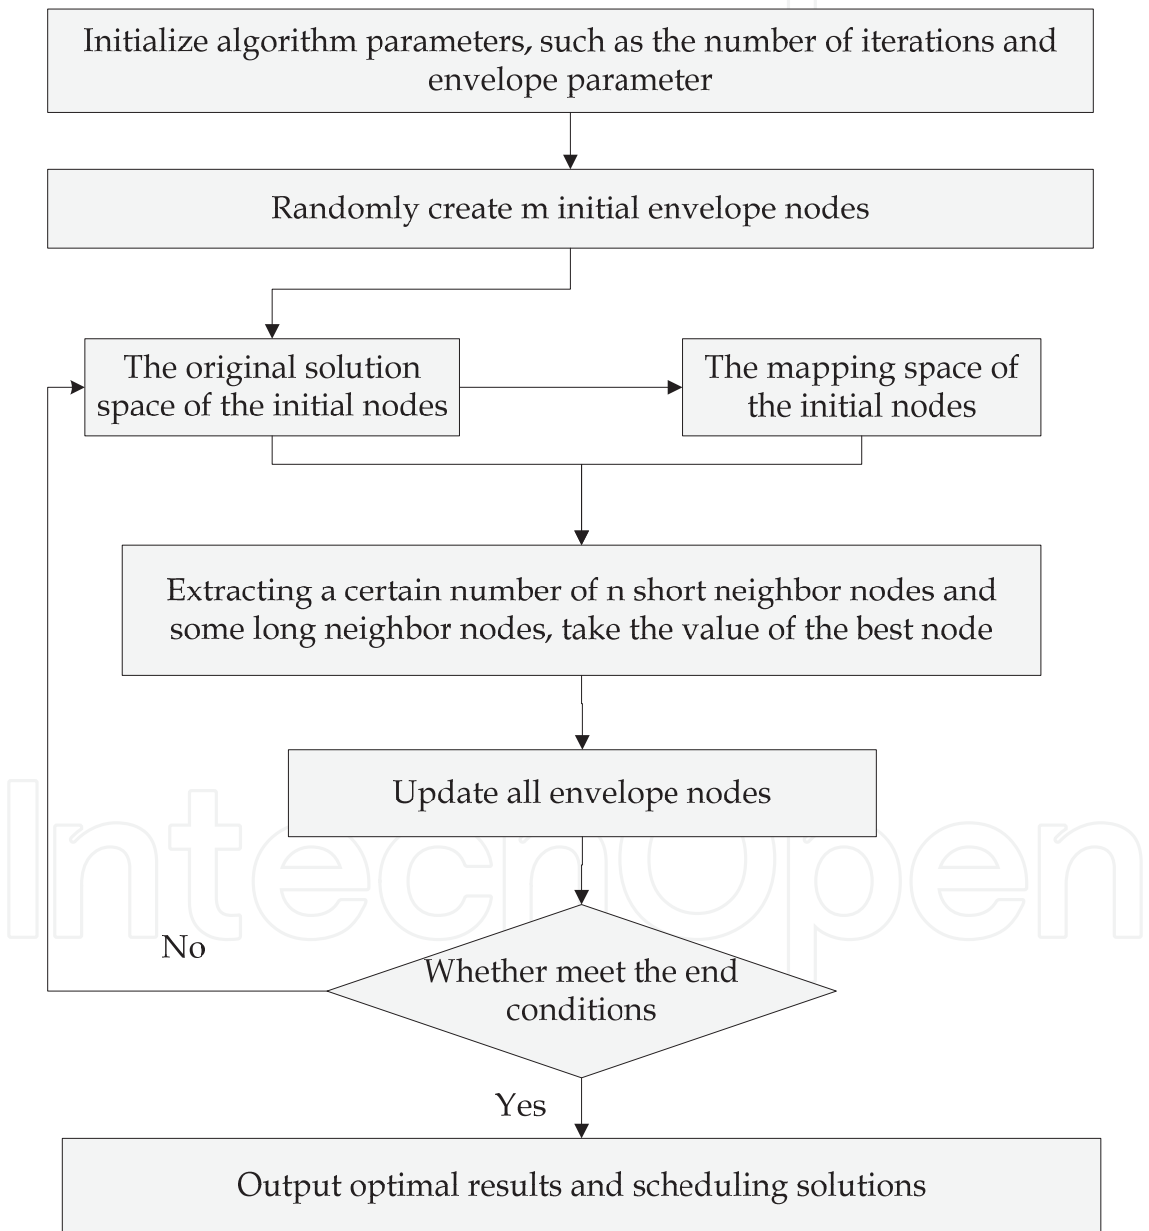 Initialize algorithm parameters, such as the number of iterations and
envelope parameter
Randomly create m initial envelope nodes
The original solution
space of the initial nodes
The mapping space of
the initial nodes
Extracting a certain number of n short neighbor nodes and
some long neighbor nodes, take the value of the best node
Update all envelope nodes
IntechOpen
No
Whether meet the end
conditions
Yes
Output optimal results and scheduling solutions